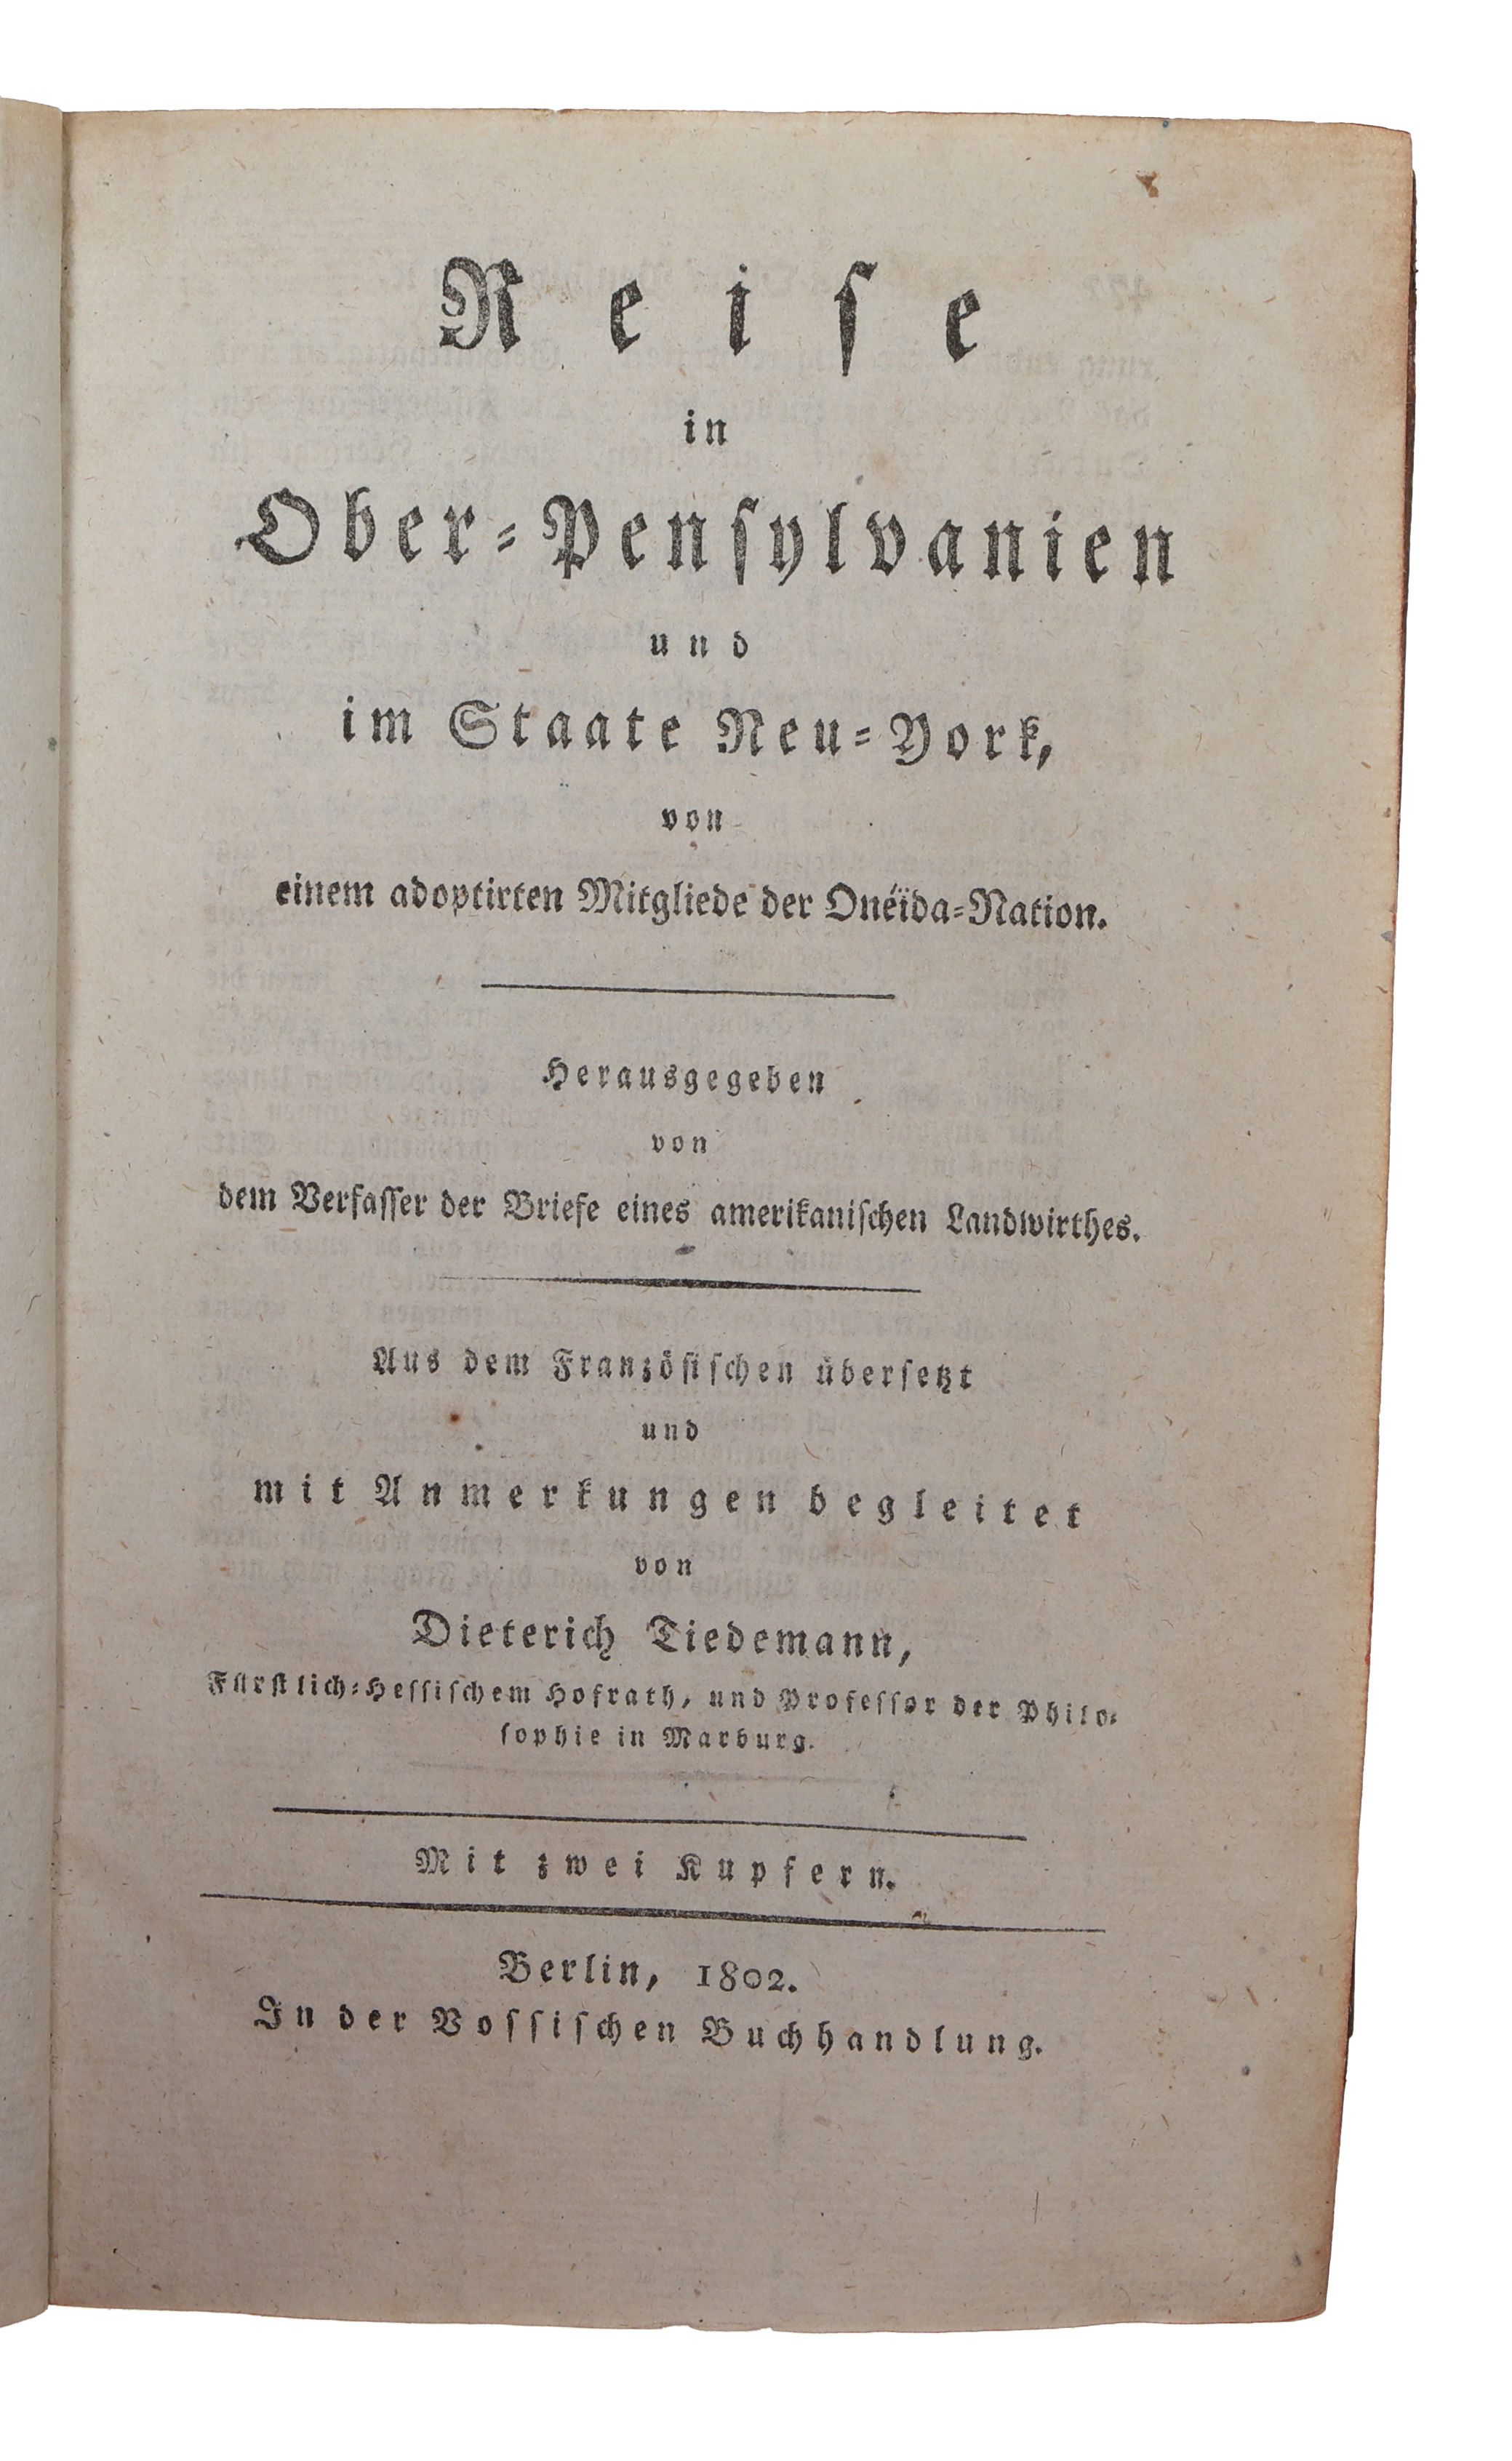 Reise
in
Ober-Pensylvanien
und
im Staate Neu-York,
von
einem adoptirten Mitgliede der Onéïda-Nation.
Herausgegeben
von
dem Verfasser der Briefe eines amerikanischen Landwirthes.
Aus dem Französischen übersetzt
und
mit Anmerkungen begleitet
von
Dieterich Tiedemann,
Fürstlich-Hessischem Hofrath, und Professor der Philo-
sophie in Marburg.
Mit zwei Kupfern.
Berlin, 1802.
In der Vossischen Buchhandlung.